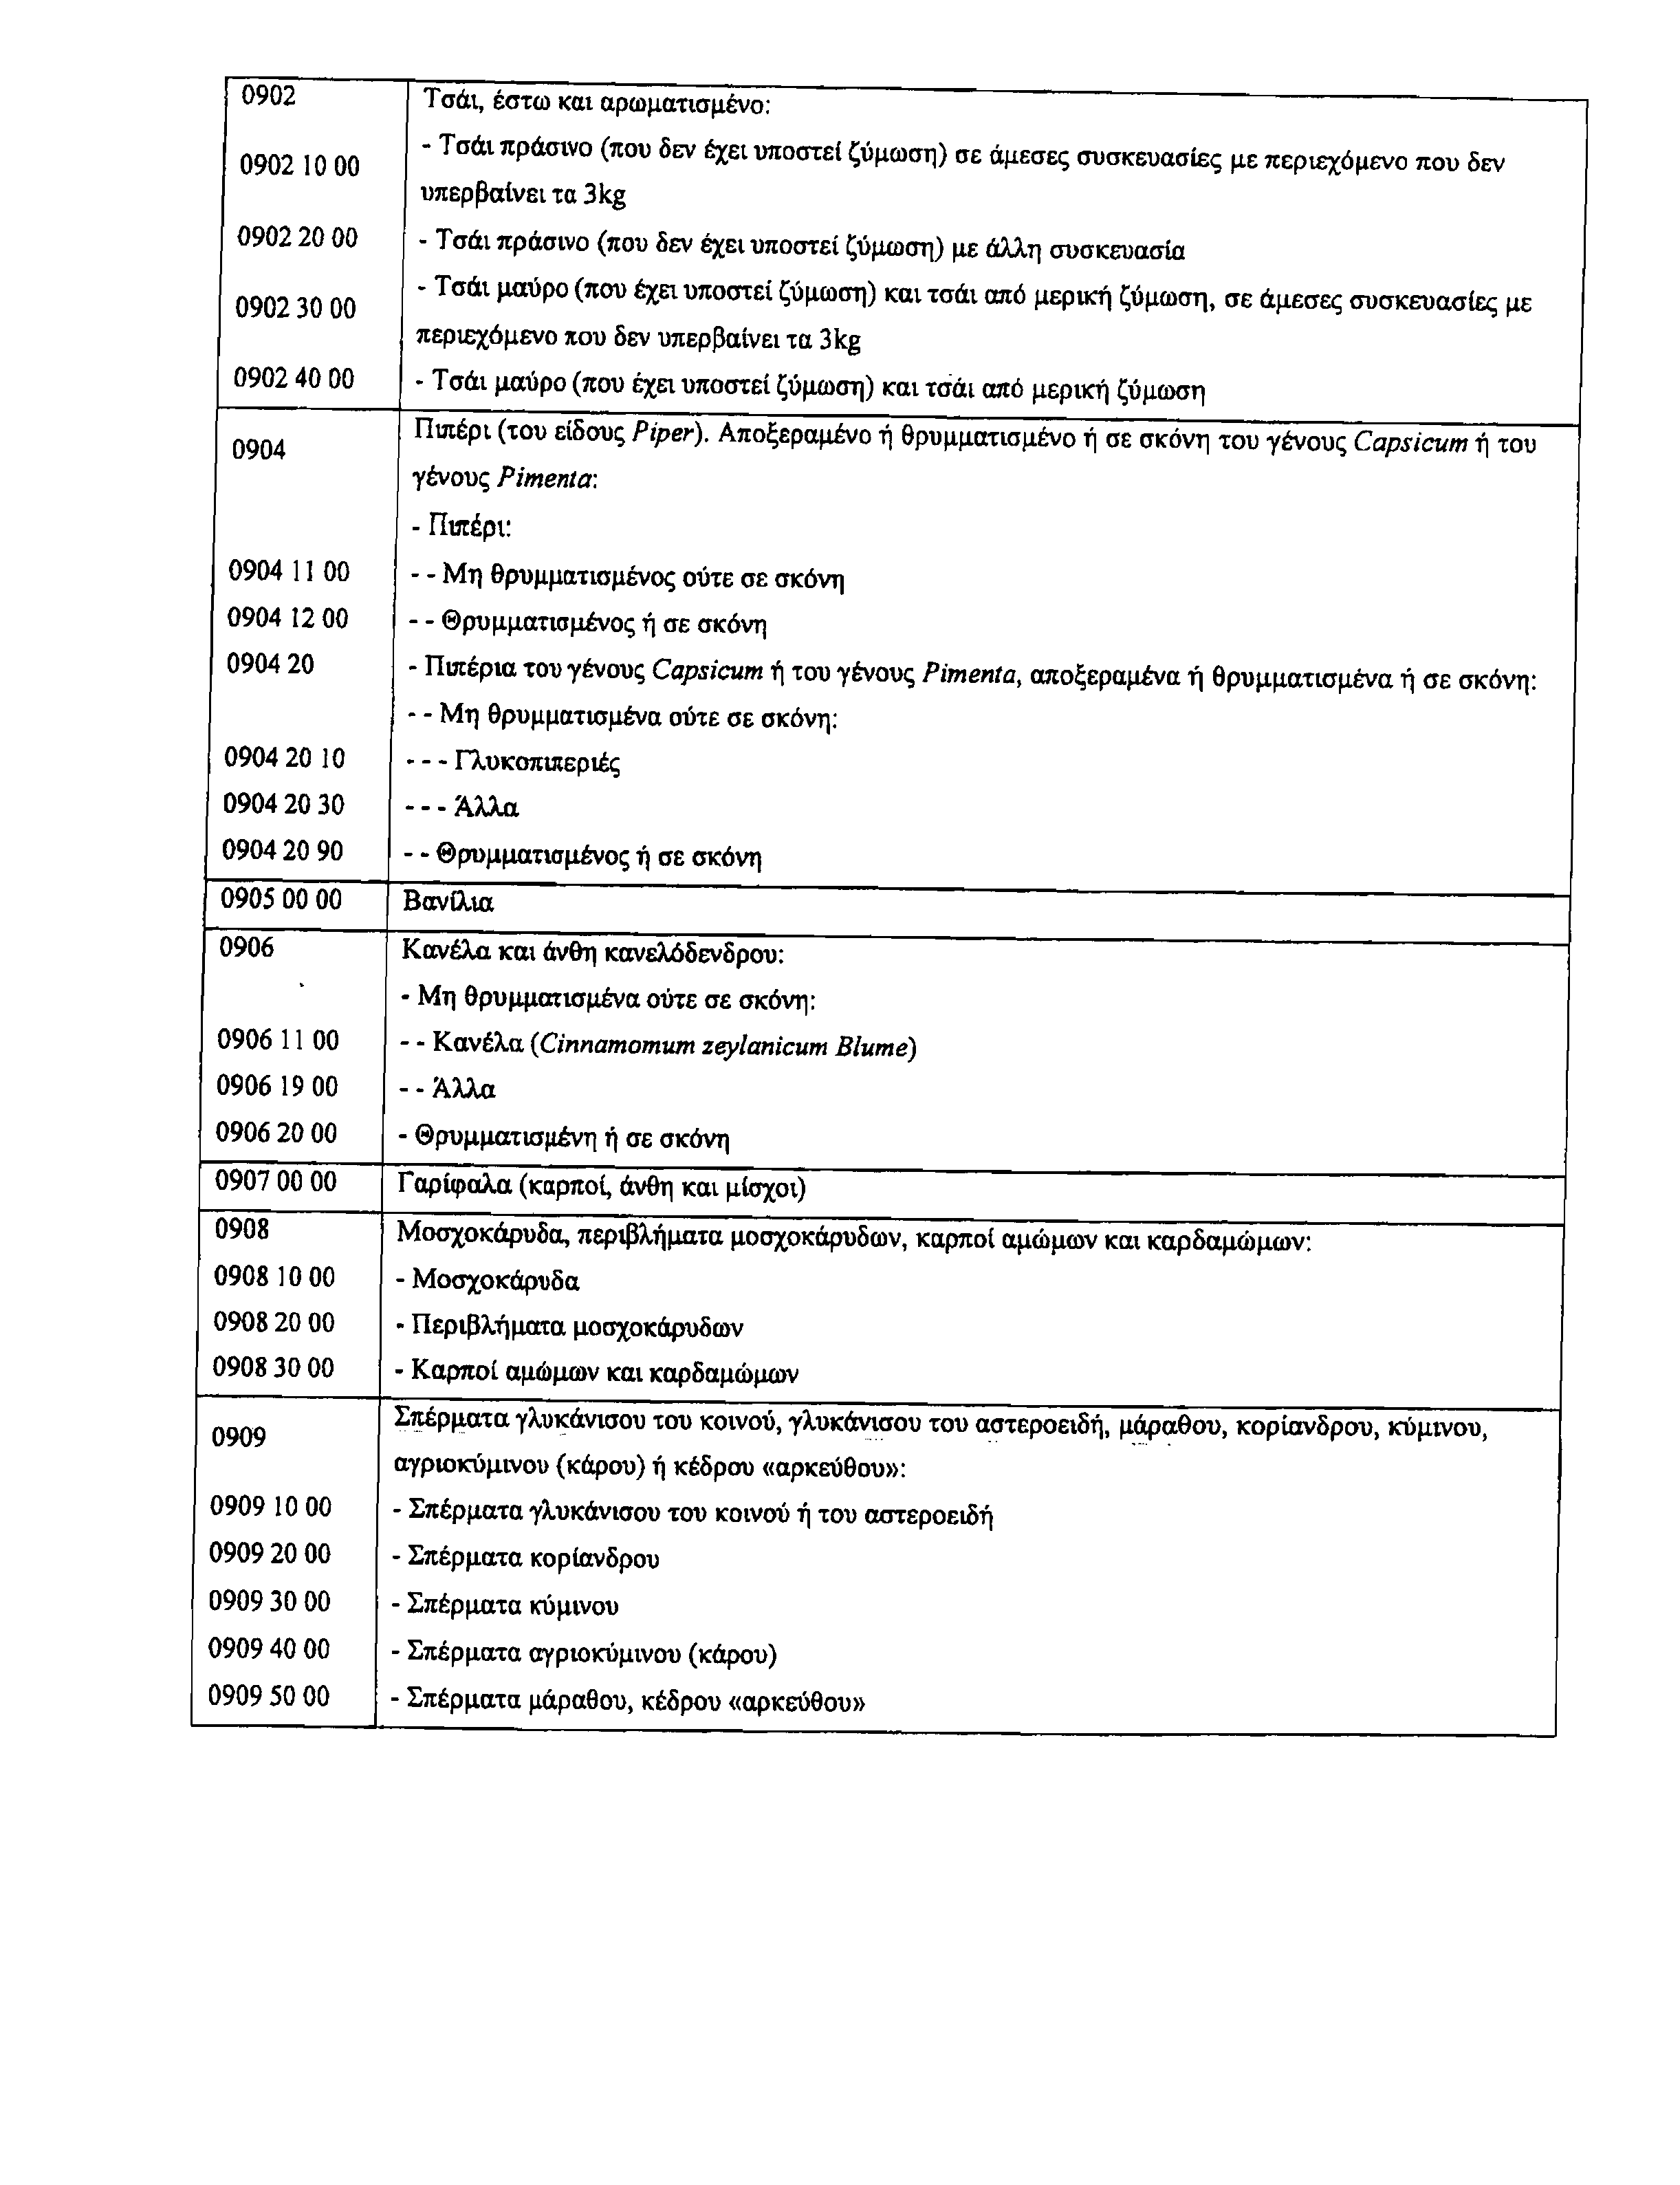 0902 Τσάι, έστω και αρωματισμένο:
0902 10 00 - Τσάι πράσινο (που δεν έχει υποστεί ζύμωση) σε άμεσες συσκευασίες με περιεχόμενο που δεν
υπερβαίνει τα 3kg
0902 20 00 - Τσάι πράσινο (που δεν έχει υποστεί ζύμωση) με άλλη συσκευασία
0902 30 00 - Τσάι μαύρο (που έχει υποστεί ζύμωση) και τσάι από μερική ζύμωση, σε άμεσες συσκευασίες με
περιεχόμενο που δεν υπερβαίνει τα 3kg
0902 40 00 - Τσάι μαύρο (που έχει υποστεί ζύμωση) και τσάι από μερική ζύμωση
0904 Πιπέρι (του είδους Piper). Αποξεραμένο ή θρυμματισμένο ή σε σκόνη του γένους Capsicum ή του
γένους Pimenta:
- Πιπέρι:
0904 11 00 - - Μη θρυμματισμένος ούτε σε σκόνη
0904 12 00 - - Θρυμματισμένος ή σε σκόνη
0904 20 - Πιπέρια του γένους Capsicum ή του γένους Pimenta, αποξεραμένα ή θρυμματισμένα ή σε σκόνη:
- - Μη θρυμματισμένα ούτε σε σκόνη:
0904 20 10 - - - Γλυκοπιπεριές
0904 20 30 - - - Άλλα
0904 20 90 - - Θρυμματισμένος ή σε σκόνη
0905 00 00 Βανίλια
0906 Κανέλα και άνθη κανελόδενδρου:
- Μη θρυμματισμένα ούτε σε σκόνη:
0906 11 00 - - Κανέλα (Cinnamomum zeylanicum Blume)
0906 19 00 - - Άλλα
0906 20 00 - Θρυμματισμένη ή σε σκόνη
0907 00 00 Γαρίφαλα (καρποί, άνθη και μίσχοι)
0908 Μοσχοκάρυδα, περιβλήματα μοσχοκάρυδων, καρποί αμώμων και καρδαμώμων:
0908 10 00 - Μοσχοκάρυδα
0908 20 00 - Περιβλήματα μοσχοκάρυδων
0908 30 00 - Καρποί αμώμων και καρδαμώμων
0909 Σπέρματα γλυκάνισου του κοινού, γλυκάνισου του αστεροειδή, μάραθου, κορίανδρου, κύμινου,
αγριοκύμινου (κάρου) ή κέδρου «αρκεύθου»:
0909 10 00 - Σπέρματα γλυκάνισου του κοινού ή του αστεροειδή
0909 20 00 - Σπέρματα κορίανδρου
0909 30 00 - Σπέρματα κύμινου
0909 40 00 - Σπέρματα αγριοκύμινου (κάρου)
0909 50 00 - Σπέρματα μάραθου, κέδρου «αρκεύθου»